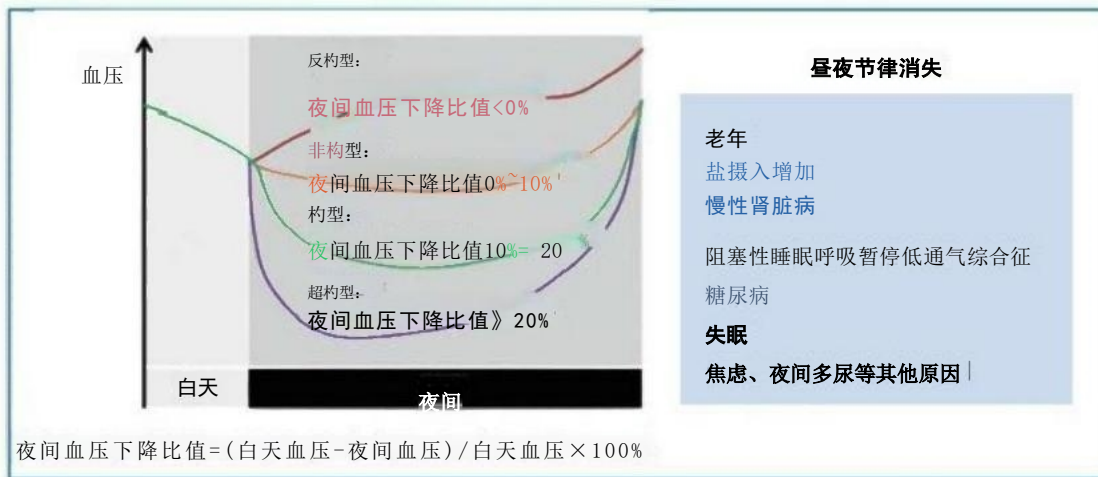 血压
反杓型:
夜间血压下降比值<0%
非构型:
夜间血压下降比值0%~10%'
杓型:
夜间血压下降比值10%= 20
超杓型:
夜间血压下降比值》20%
白天
夜间
夜间血压下降比值=(白天血压-夜间血压)/白天血压×100%
昼夜节律消失
老年
盐摄入增加
慢性肾脏病
阻塞性睡眠呼吸暂停低通气综合征
糖尿病
失眠
焦虑、夜间多尿等其他原因